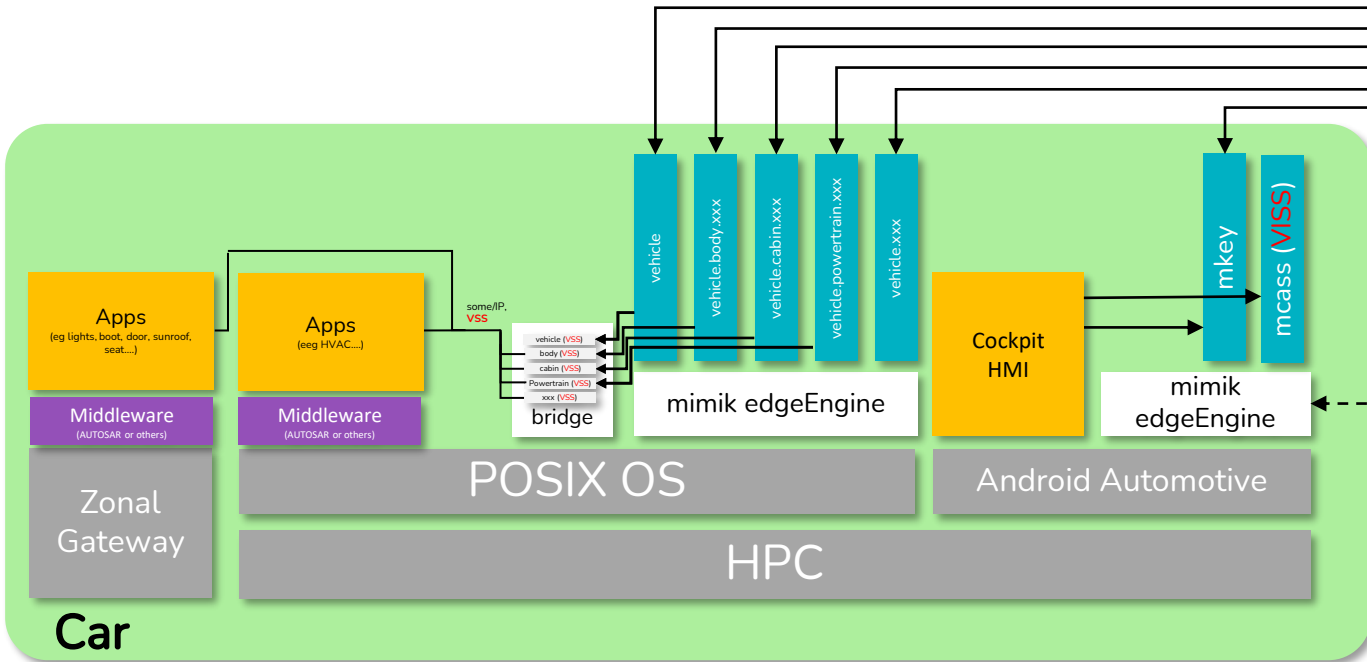 vehicle
vehicle.body.xxx
vehicle.cabin.xxx
vehicle.powertrain.xxx
vehicle.xxx
mkey
mcass (VISS)
Apps
(eg lights, boot, door, sunroof,
seat....)
Apps
(eeg HVAC....)
some/IP,
VSS
vehicle (VSS)
body (VSS)
cabin (VSS)
Powertrain (VSS)
xxx (VSS)
bridge
mimik edgeEngine
Cockpit
HMI
mimik
edgeEngine
Middleware
(AUTOSAR or others)
Middleware
(AUTOSAR or others)
Zonal
Gateway
POSIX OS
Android Automotive
HPC
Car